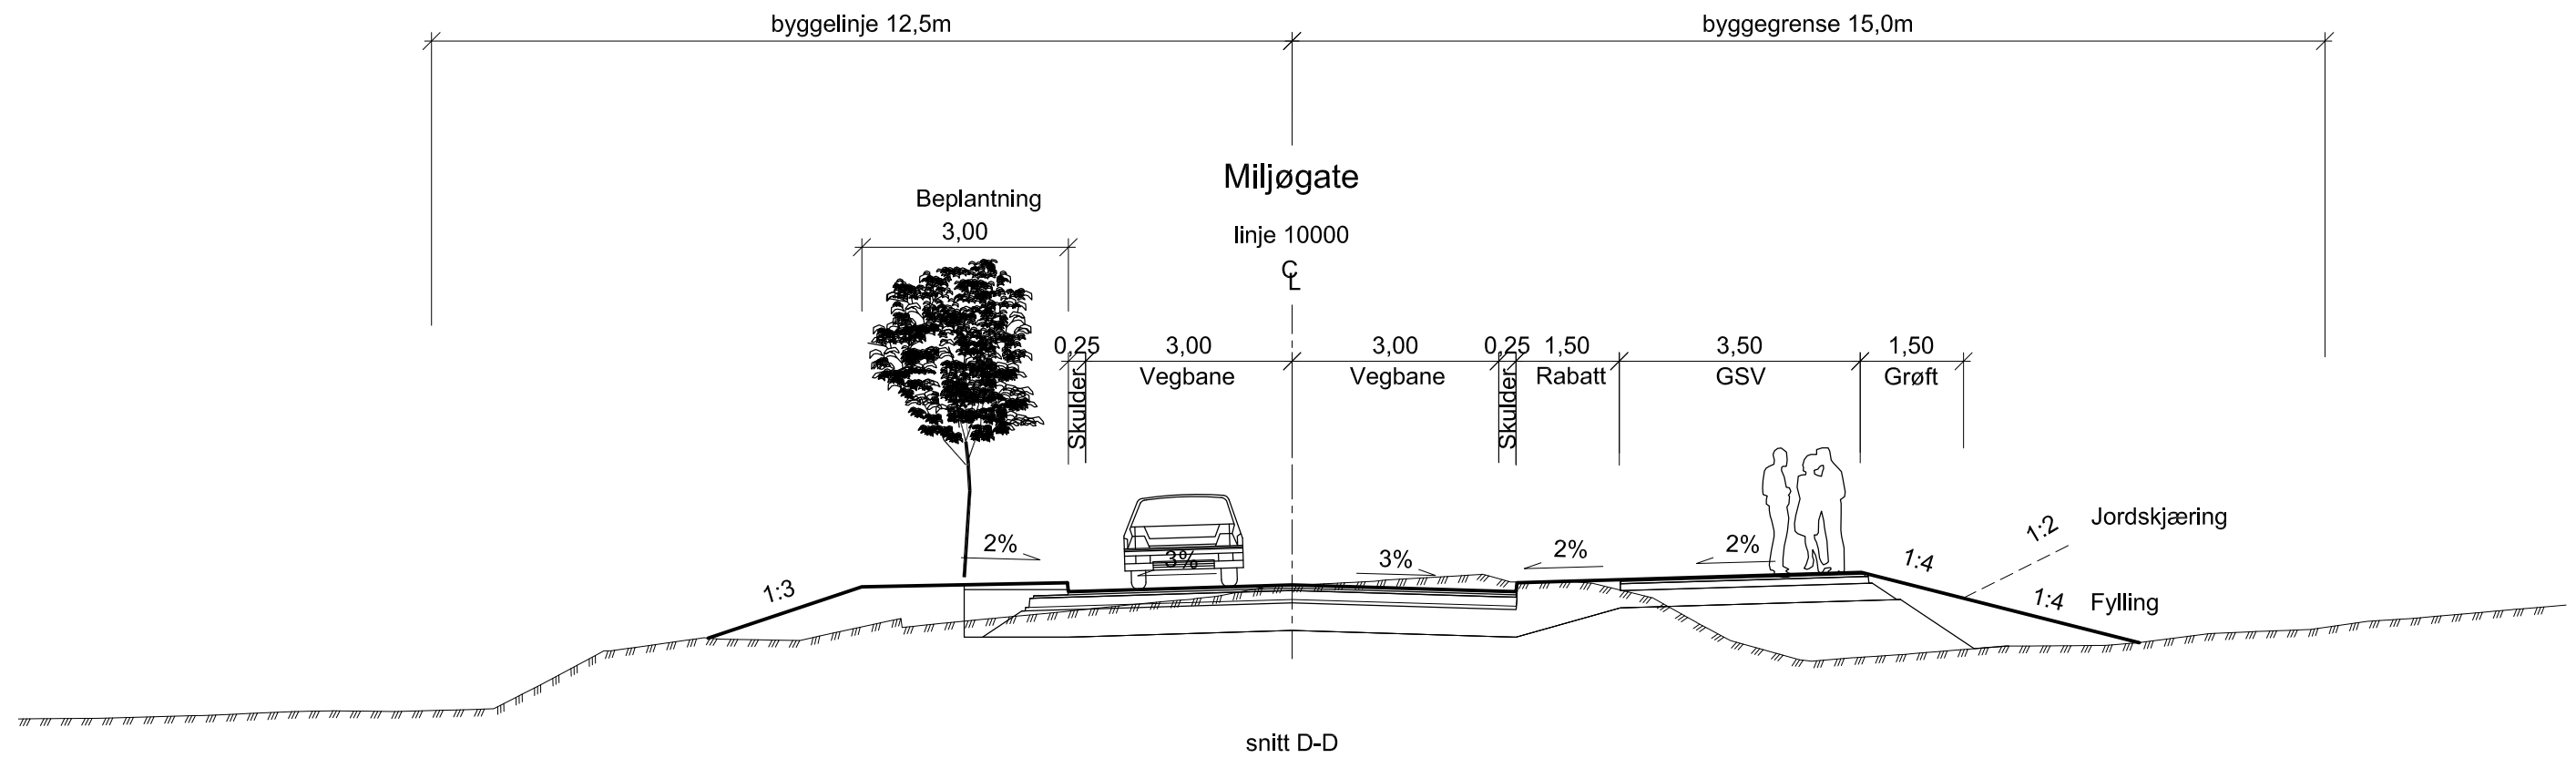 byggelinje 12,5m
byggegrense 15,0m
Miljøgate
Beplantning
3,00
linje 10000
CL
0,25
3,00
3,00
0,25
1,50
3,50
1,50
Skulder
Vegbane
Vegbane
Skulder
Rabatt
GSV
Grøft
1:2
Jordskjæring
2%
3%
3%
2%
2%
1:4
1:3
1:4
Fylling
snitt D-D